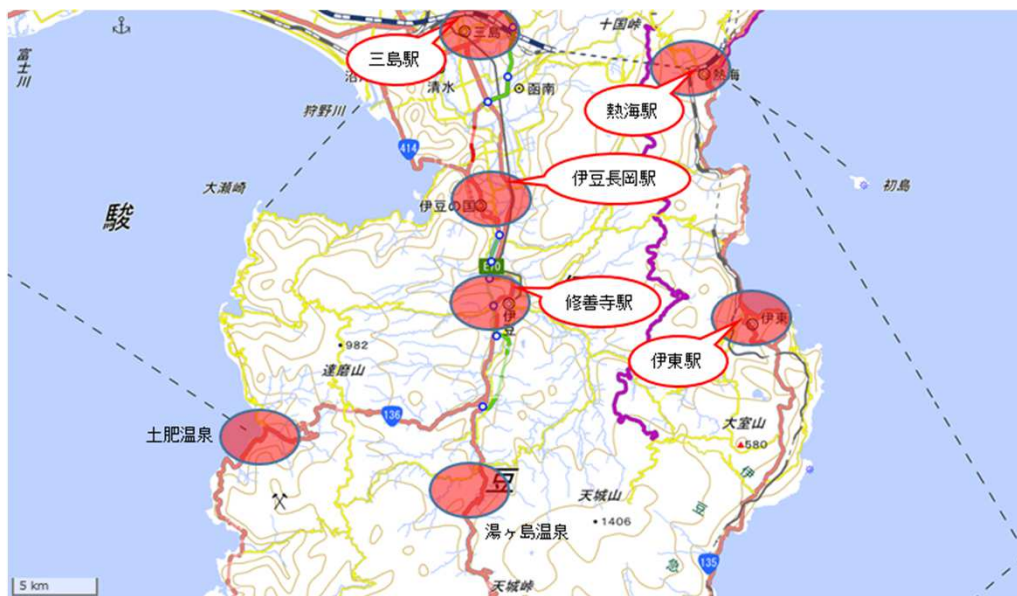 十国峠
三島
富士川
三島駅
熱海
沼
清水
函南
熱海駅
狩野川
414
大瀬崎
伊豆長岡駅
初島
伊豆の国
駿
E70
修善寺駅
伊豆
伊東
982
達磨山
伊東駅
136
大室山
580
土肥温泉
伊
豆
天城山
1406
豆
湯ヶ島温泉
急
135
5 km
天城峠